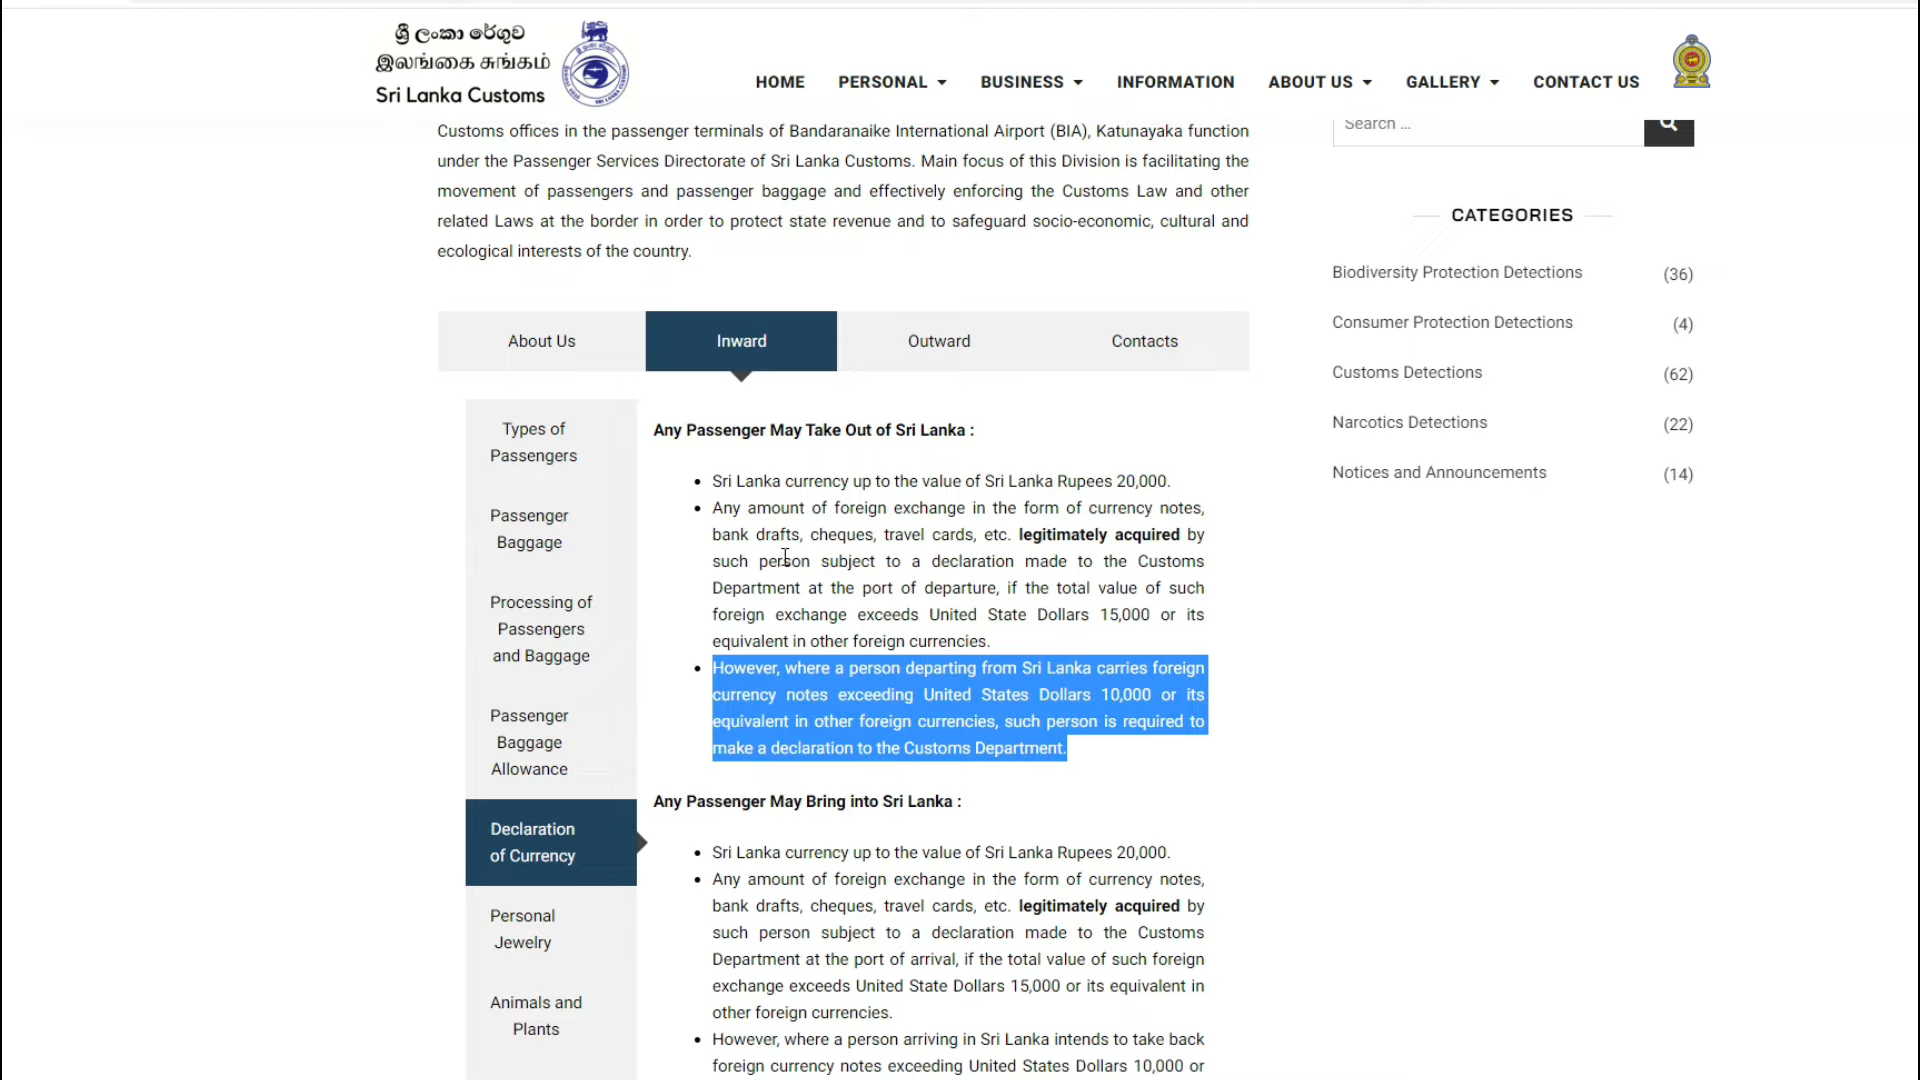 ශ්‍රී ලංකා රේගුව
இலங்கை சுங்கம்
Sri Lanka Customs
HOME
PERSONAL
BUSINESS
INFORMATION
ABOUT US
GALLERY
CONTACT US
Customs offices in the passenger terminals of Bandaranaike International Airport (BIA), Katunayaka function
under the Passenger Services Directorate of Sri Lanka Customs. Main focus of this Division is facilitating the
movement of passengers and passenger baggage and effectively enforcing the Customs Law and other
related Laws at the border in order to protect state revenue and to safeguard socio-economic, cultural and
ecological interests of the country.
Search ...
CATEGORIES
Biodiversity Protection Detections (36)
Consumer Protection Detections (4)
Customs Detections (62)
Narcotics Detections (22)
Notices and Announcements (14)
About Us
Inward
Outward
Contacts
Types of
Passengers
Passenger
Baggage
Processing of
Passengers
and Baggage
Passenger
Baggage
Allowance
Declaration
of Currency
Personal
Jewelry
Animals and
Plants
Any Passenger May Take Out of Sri Lanka :
• Sri Lanka currency up to the value of Sri Lanka Rupees 20,000.
• Any amount of foreign exchange in the form of currency notes,
bank drafts, cheques, travel cards, etc. legitimately acquired by
such person subject to a declaration made to the Customs
Department at the port of departure, if the total value of such
foreign exchange exceeds United State Dollars 15,000 or its
equivalent in other foreign currencies.
• However, where a person departing from Sri Lanka carries foreign
currency notes exceeding United States Dollars 10,000 or its
equivalent in other foreign currencies, such person is required to
make a declaration to the Customs Department.
Any Passenger May Bring into Sri Lanka :
• Sri Lanka currency up to the value of Sri Lanka Rupees 20,000.
• Any amount of foreign exchange in the form of currency notes,
bank drafts, cheques, travel cards, etc. legitimately acquired by
such person subject to a declaration made to the Customs
Department at the port of arrival, if the total value of such foreign
exchange exceeds United State Dollars 15,000 or its equivalent in
other foreign currencies.
• However, where a person arriving in Sri Lanka intends to take back
foreign currency notes exceeding United States Dollars 10,000 or